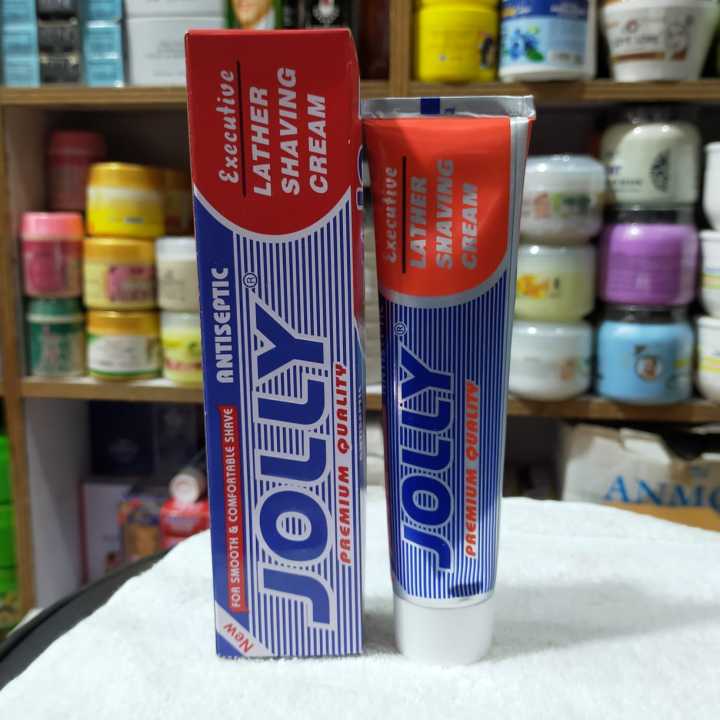 Executive
LATHER
SHAVING
CREAM
ANTISEPTIC
FOR SMOOTH & COMFORTABLE SHAVE
JOLLY®
PREMIUM QUALITY
New
Executive
LATHER
SHAVING
CREAM
JOLLY®
PREMIUM QUALITY